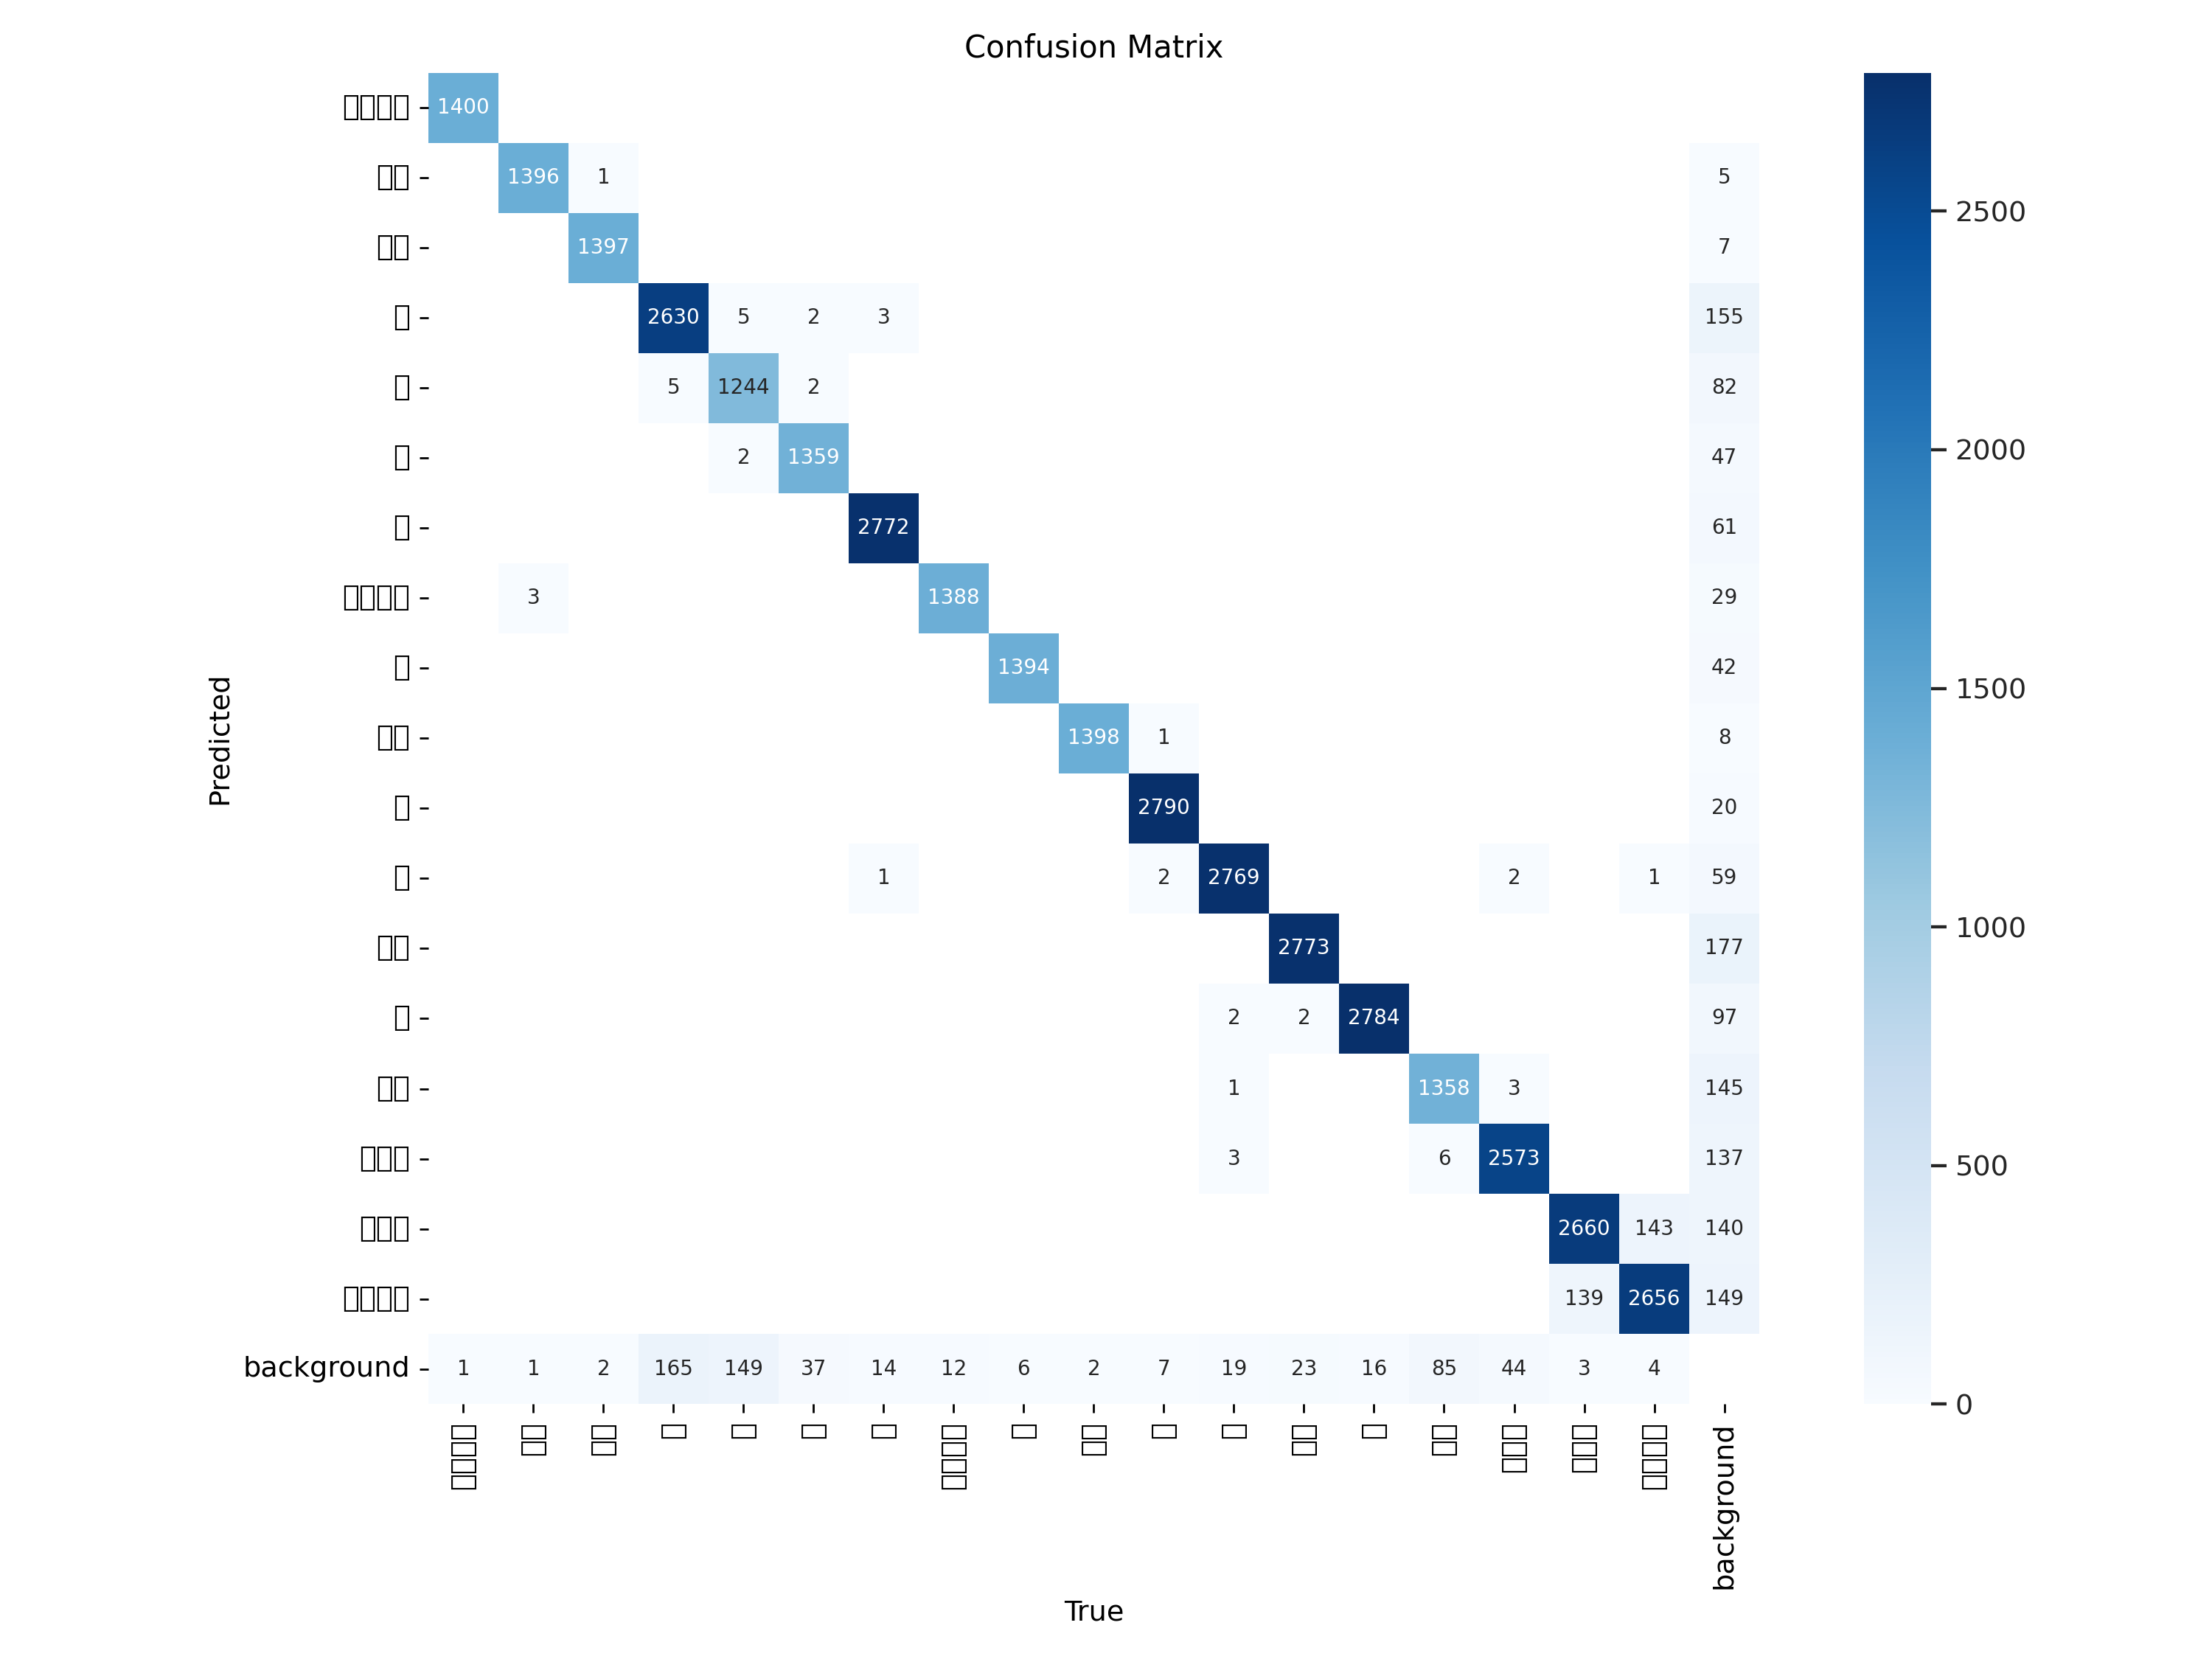 Confusion Matrix
1400
1396 1 5
1397 7
2630 5 2 3 155
5 1244 2 82
2 1359 47
2772 61
3 1388 29
1394 42
1398 1 8
2790 20
1 2 2769 2 1 59
2773 177
2 2 2784 97
1 1358 3 145
3 6 2573 137
2660 143 140
139 2656 149
background 1 1 2 165 149 37 14 12 6 2 7 19 23 16 85 44 3 4
background
Predicted
True
2500
2000
1500
1000
500
0